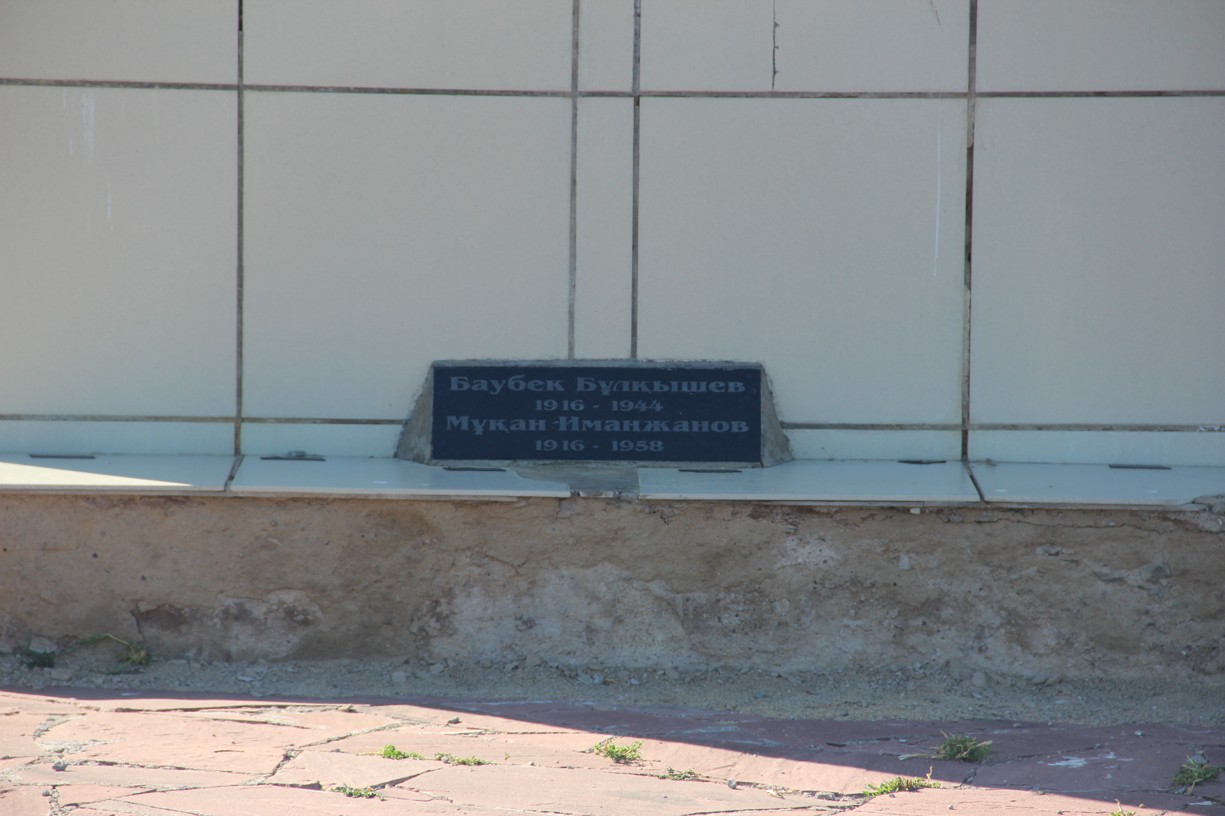 Баубек Бұлқышев
1916 - 1944
Мұқан Иманжанов
1916 - 1958